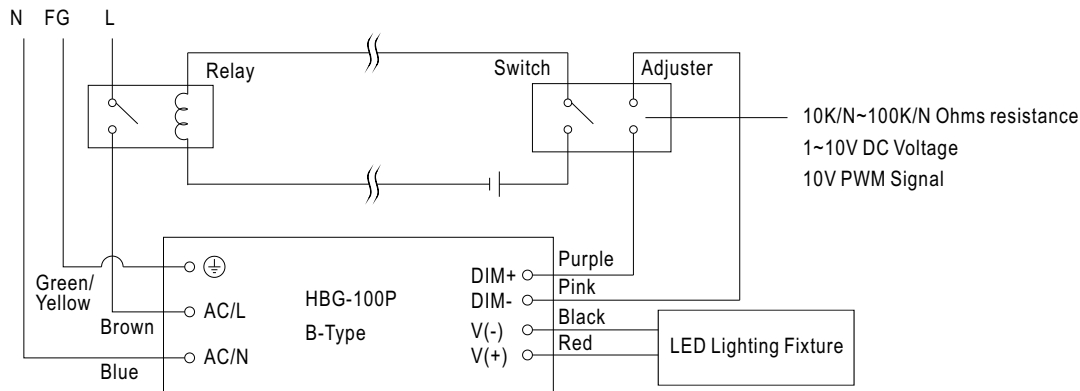 N FG L
Relay
Switch
Adjuster
10K/N~100K/N Ohms resistance
1~10V DC Voltage
10V PWM Signal
Green/
Yellow
Brown
Blue
AC/L
AC/N
HBG-100P
B-Type
DIM+
DIM-
V(-)
V(+)
Purple
Pink
Black
Red
LED Lighting Fixture